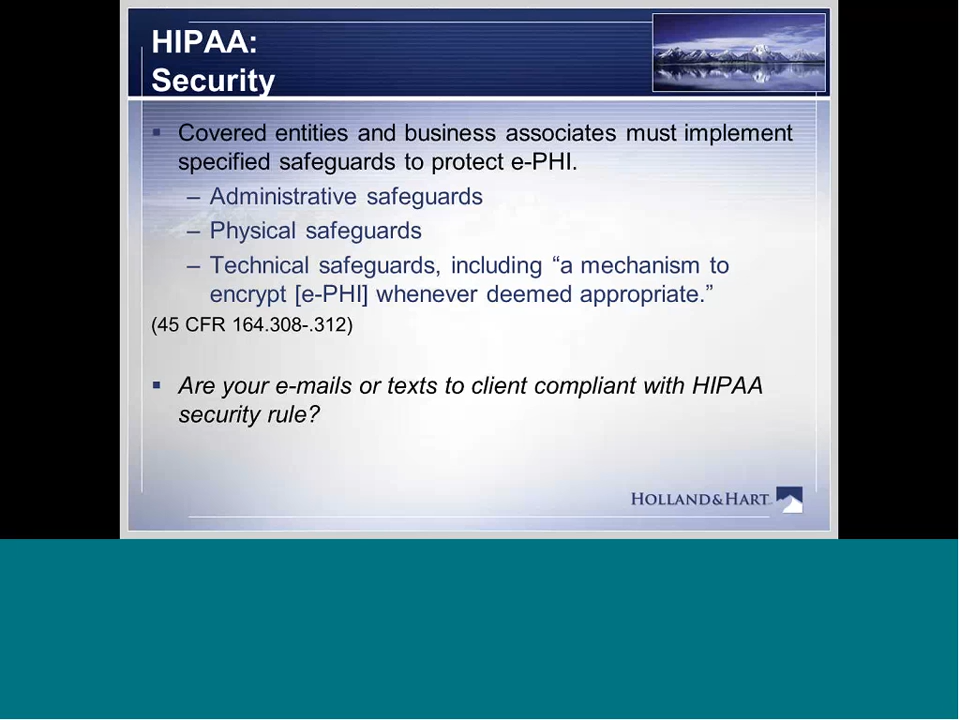 HIPAA:
Security
▪ Covered entities and business associates must implement
specified safeguards to protect e-PHI.
– Administrative safeguards
– Physical safeguards
– Technical safeguards, including “a mechanism to
encrypt [e-PHI] whenever deemed appropriate.”
(45 CFR 164.308-.312)
▪ Are your e-mails or texts to client compliant with HIPAA
security rule?
HOLLAND&HART